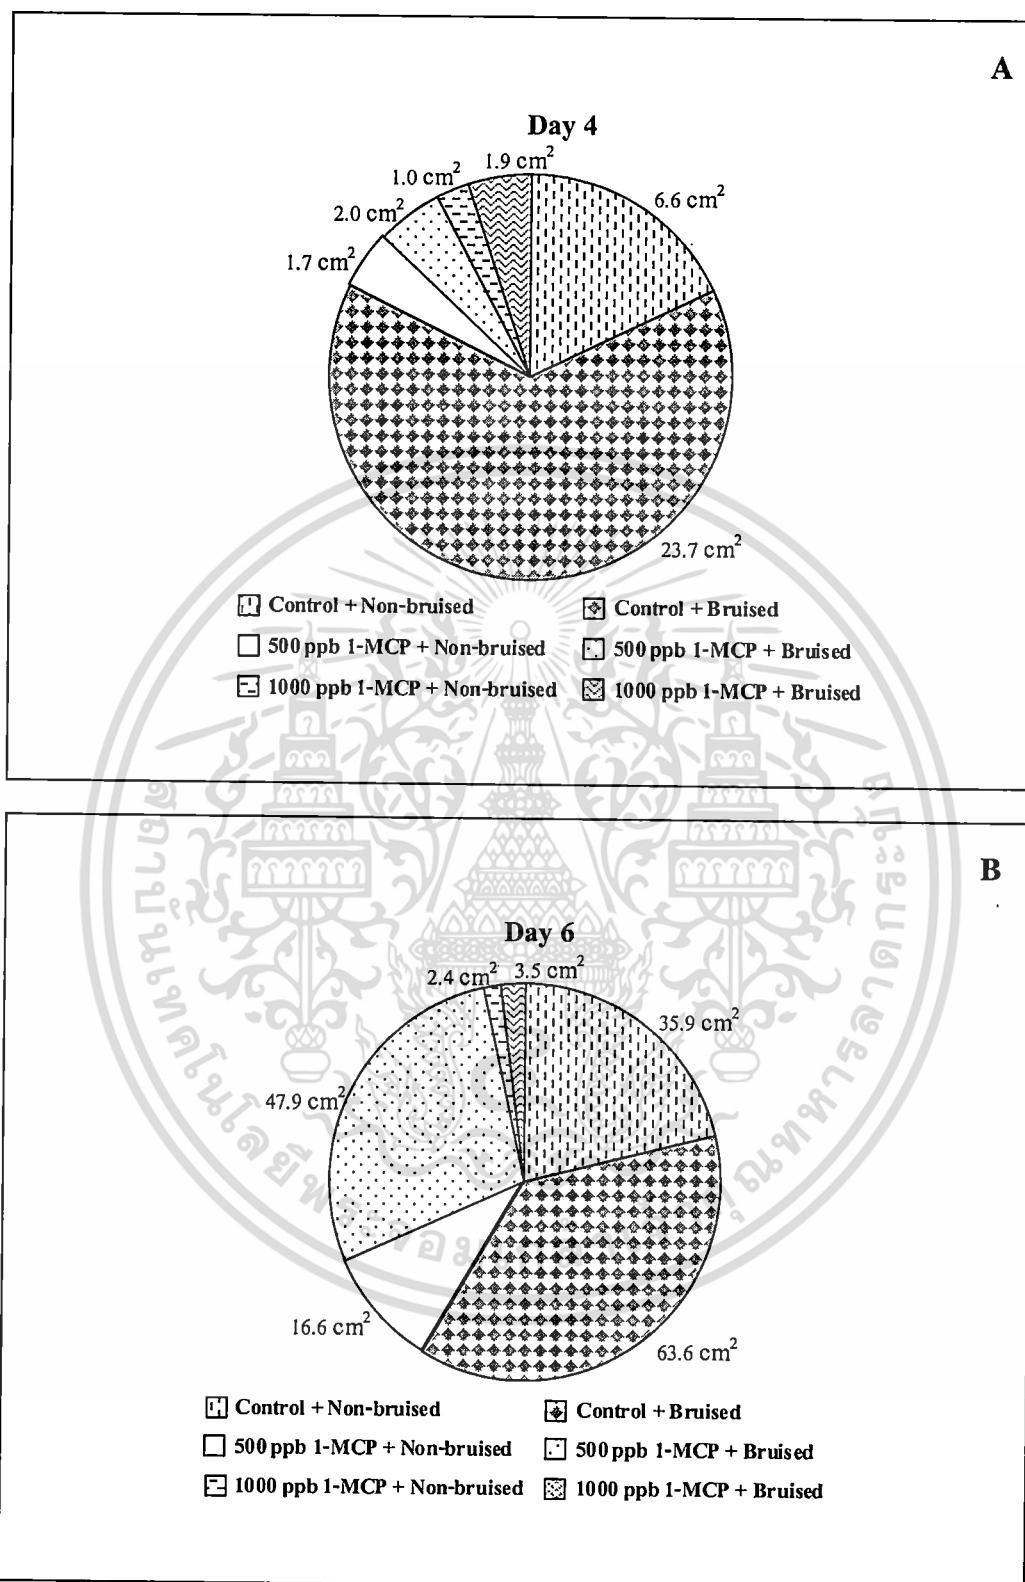 A
Day 4
1.9 cm²
1.0 cm²
6.6 cm²
2.0 cm²
1.7 cm²
23.7 cm²
Control + Non-bruised
Control + Bruised
500 ppb 1-MCP + Non-bruised
500 ppb 1-MCP + Bruised
1000 ppb 1-MCP + Non-bruised
1000 ppb 1-MCP + Bruised
B
Day 6
2.4 cm²
3.5 cm²
35.9 cm²
47.9 cm²
16.6 cm²
63.6 cm²
Control + Non-bruised
Control + Bruised
500 ppb 1-MCP + Non-bruised
500 ppb 1-MCP + Bruised
1000 ppb 1-MCP + Non-bruised
1000 ppb 1-MCP + Bruised